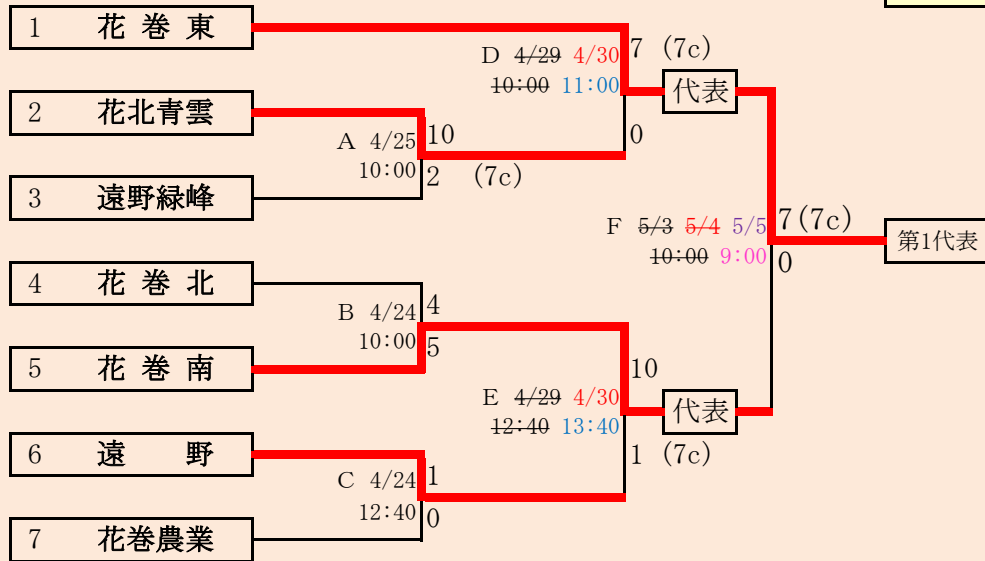 1 花 巻 東
D 4/29 4/30
10:00 11:00
7 (7c)
代表
0
2 花北青雲
A 4/25
10:00
10
2 (7c)
3 遠野緑峰
F 5/3 5/4 5/5
10:00 9:00
7(7c)
0
第1代表
4 花 巻 北
B 4/24
10:00
4
5
5 花 巻 南
E 4/29 4/30
12:40 13:40
10
代表
1 (7c)
6 遠 野
C 4/24
12:40
1
0
7 花巻農業